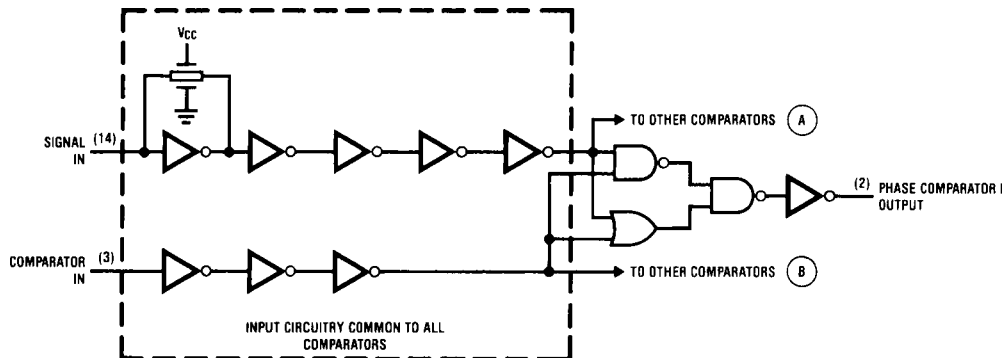 VCC
SIGNAL (14)
IN
TO OTHER COMPARATORS A
(2) PHASE COMPARATOR I
OUTPUT
COMPARATOR (3)
IN
TO OTHER COMPARATORS B
INPUT CIRCUITRY COMMON TO ALL
COMPARATORS